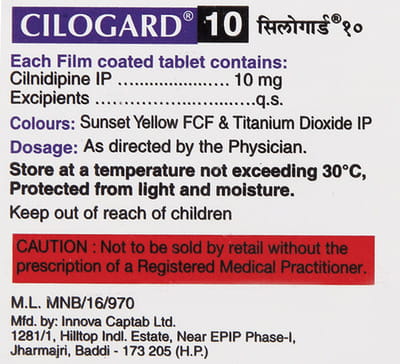 CILOGARD® 10 सिलोगार्ड®१०
Each Film coated tablet contains:
Cilnidipine IP ..................... 10 mg
Excipients .............................q.s.
Colours: Sunset Yellow FCF & Titanium Dioxide IP
Dosage: As directed by the Physician.
Store at a temperature not exceeding 30°C,
Protected from light and moisture.
Keep out of reach of children
CAUTION : Not to be sold by retail without the
prescription of a Registered Medical Practitioner.
M.L. MNB/16/970
Mfd. by: Innova Captab Ltd.
1281/1, Hilltop Indl. Estate, Near EPIP Phase-I,
Jharmajri, Baddi - 173 205 (H.P.)